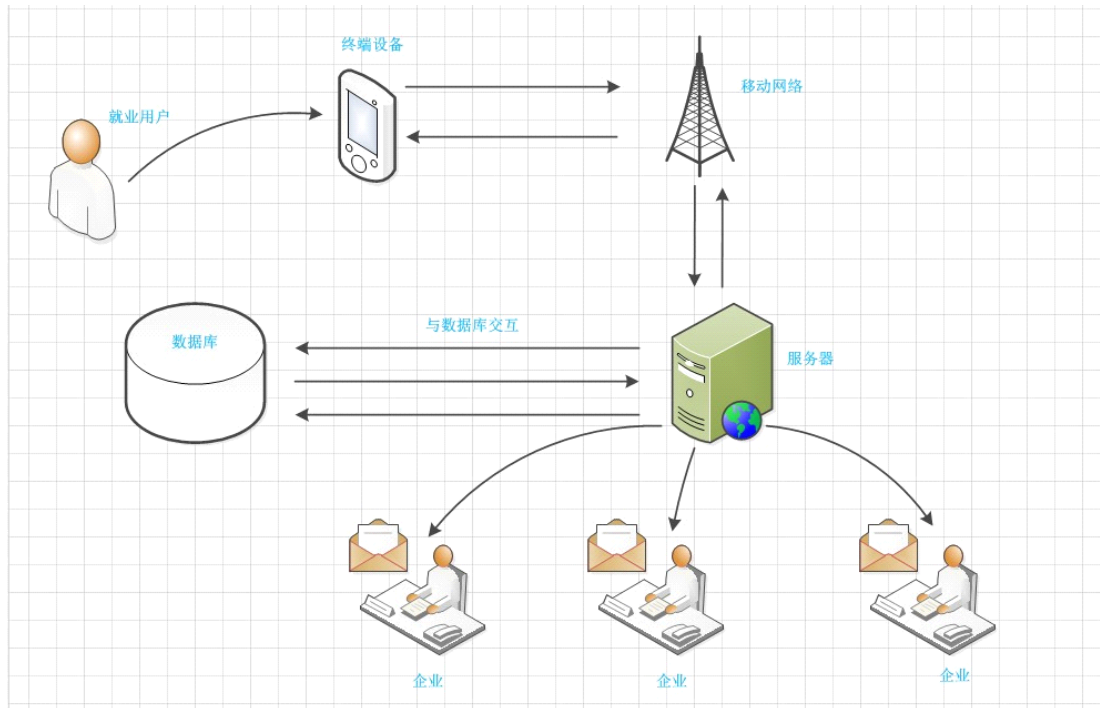 终端设备
移动网络
就业用户
与数据库交互
数据库
服务器
企业
企业
企业